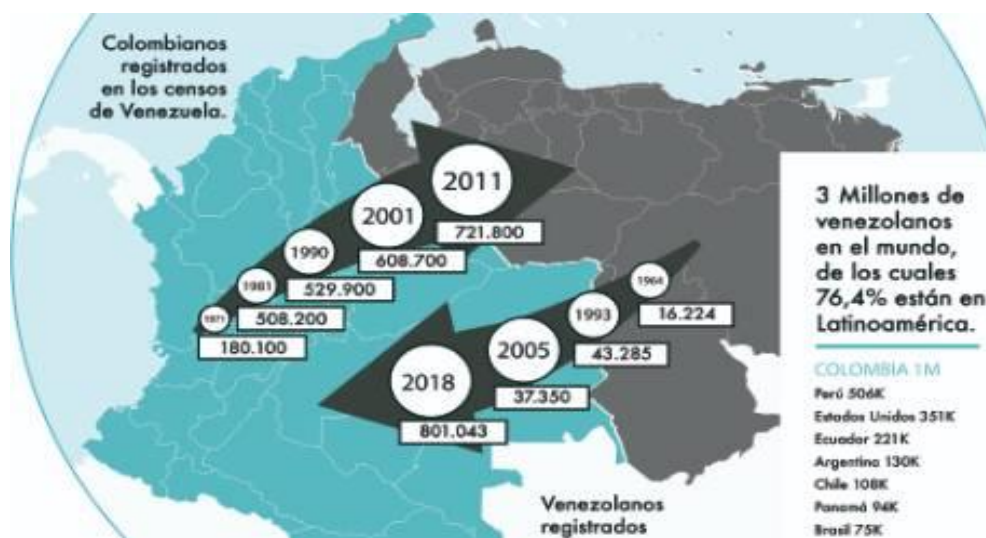 Colombianos
registrados
en los censos
de Venezuela.
2011
721.800
2001
608.700
1990
529.900
1981
508.200
1971
180.100
1964
16.224
1993
43.285
2005
37.350
2018
801.043
Venezolanos
registrados
3 Millones de
venezolanos
en el mundo,
de los cuales
76,4% están en
Latinoamérica.
COLOMBIA 1M
Perú 506K
Estados Unidos 351K
Ecuador 221K
Argentina 130K
Chile 108K
Panamá 94K
Brasil 75K